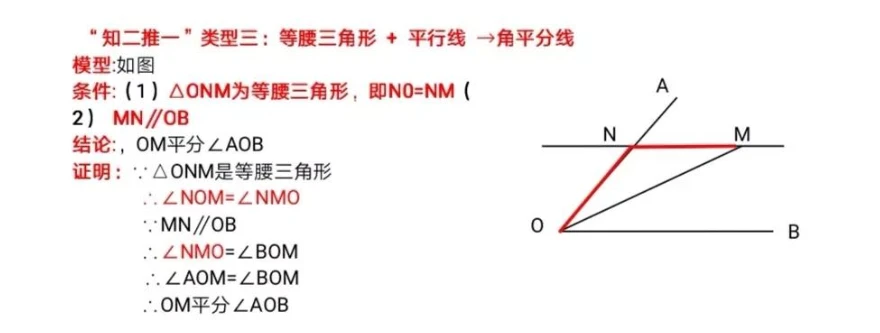 “知二推一”类型三：等腰三角形 + 平行线 →角平分线
模型:如图
条件:（1）△ONM为等腰三角形，即NO=NM（
2） MN∥OB
结论:，OM平分∠AOB
证明：∵△ONM是等腰三角形
∴∠NOM=∠NMO
∵MN∥OB
∴∠NMO=∠BOM
∴∠AOM=∠BOM
∴OM平分∠AOB
A
N
M
O
B